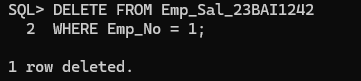 SQL> DELETE FROM Emp_Sal_23BAI1242
2 WHERE Emp_No = 1;
1 row deleted.